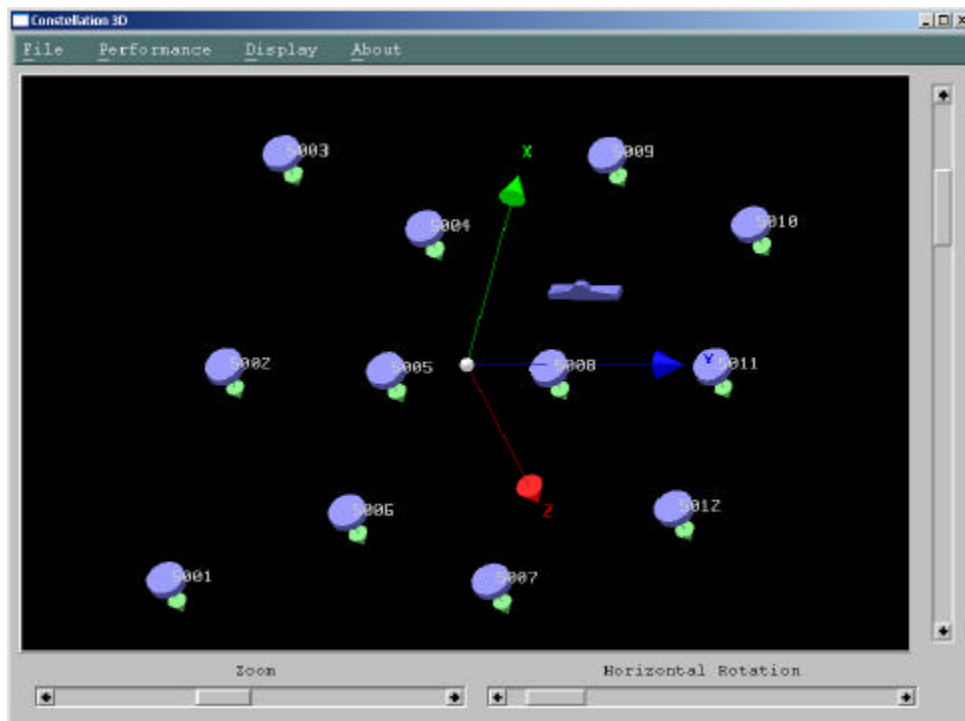 Constellation 3D
File Performance Display About
5003
5009
X
5004
5010
5002
5005
5008
Y
5011
5006
5012
Z
5001
5007
Zoom
Horizontal Rotation